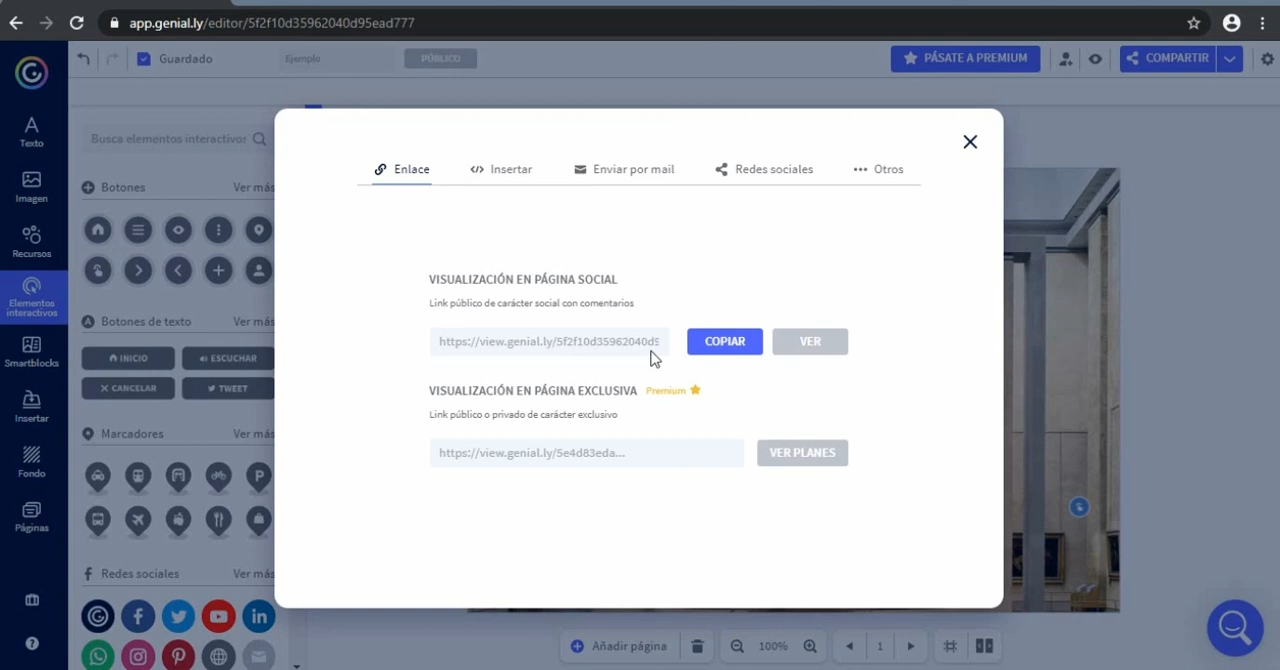 app.genial.ly/editor/5f2f10d35962040d95ead777
Guardado
Ejemplo
PÚBLICO
PÁSATE A PREMIUM
COMPARTIR
Texto
Imagen
Recursos
Elementos
interactivos
Smartblocks
Insertar
Fondo
Páginas
Busca elementos interactivos
Botones
Ver más
Botones de texto
Ver más
INICIO
ESCUCHAR
CANCELAR
TWEET
Marcadores
Ver más
Redes sociales
Ver más
Enlace
Insertar
Enviar por mail
Redes sociales
Otros
VISUALIZACIÓN EN PÁGINA SOCIAL
Link público de carácter social con comentarios
https://view.genial.ly/5f2f10d35962040d9
COPIAR
VER
VISUALIZACIÓN EN PÁGINA EXCLUSIVA Premium
Link público o privado de carácter exclusivo
https://view.genial.ly/5e4d83eda...
VER PLANES
Añadir página
100%
1